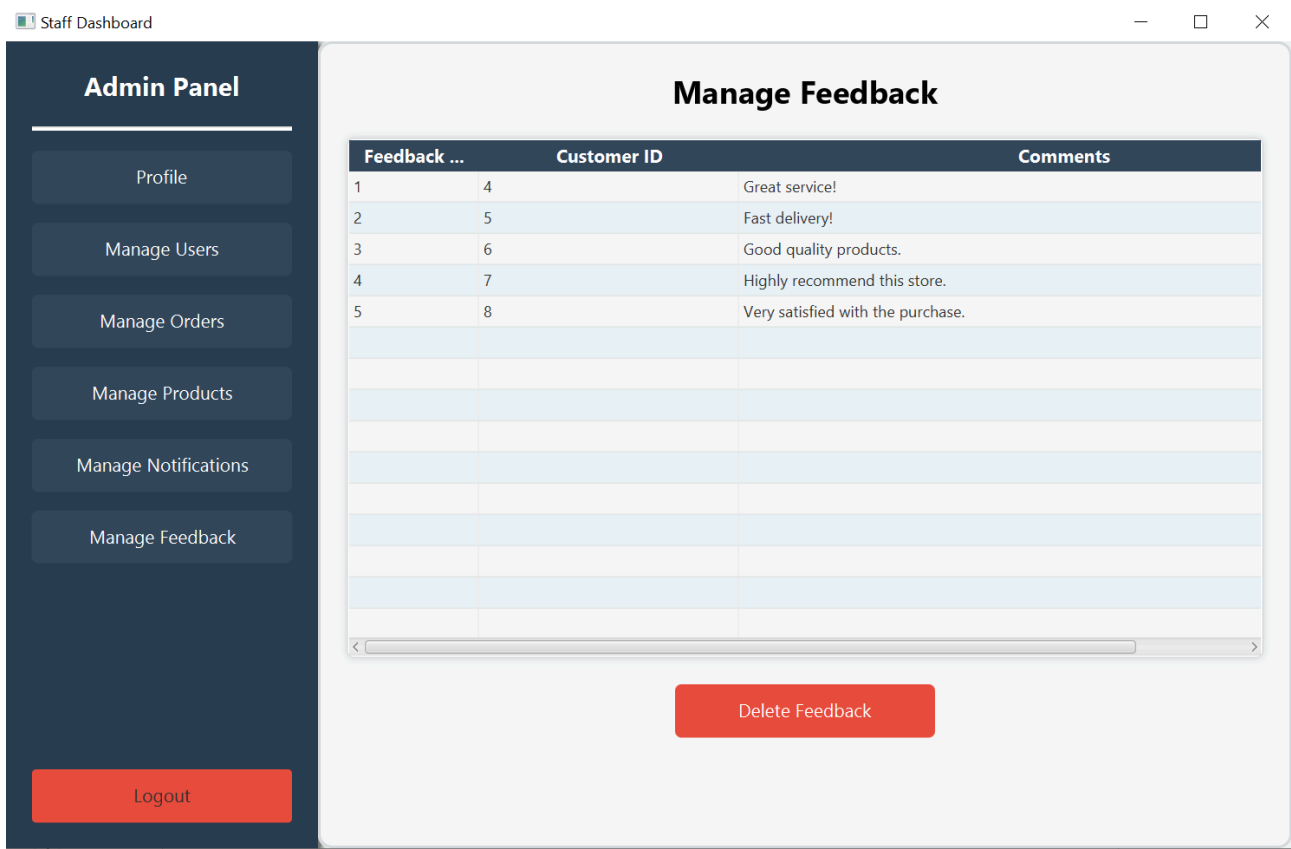 Staff Dashboard
Admin Panel
Profile
Manage Users
Manage Orders
Manage Products
Manage Notifications
Manage Feedback
Logout
Manage Feedback
Feedback ... Customer ID Comments
1 4 Great service!
2 5 Fast delivery!
3 6 Good quality products.
4 7 Highly recommend this store.
5 8 Very satisfied with the purchase.
Delete Feedback